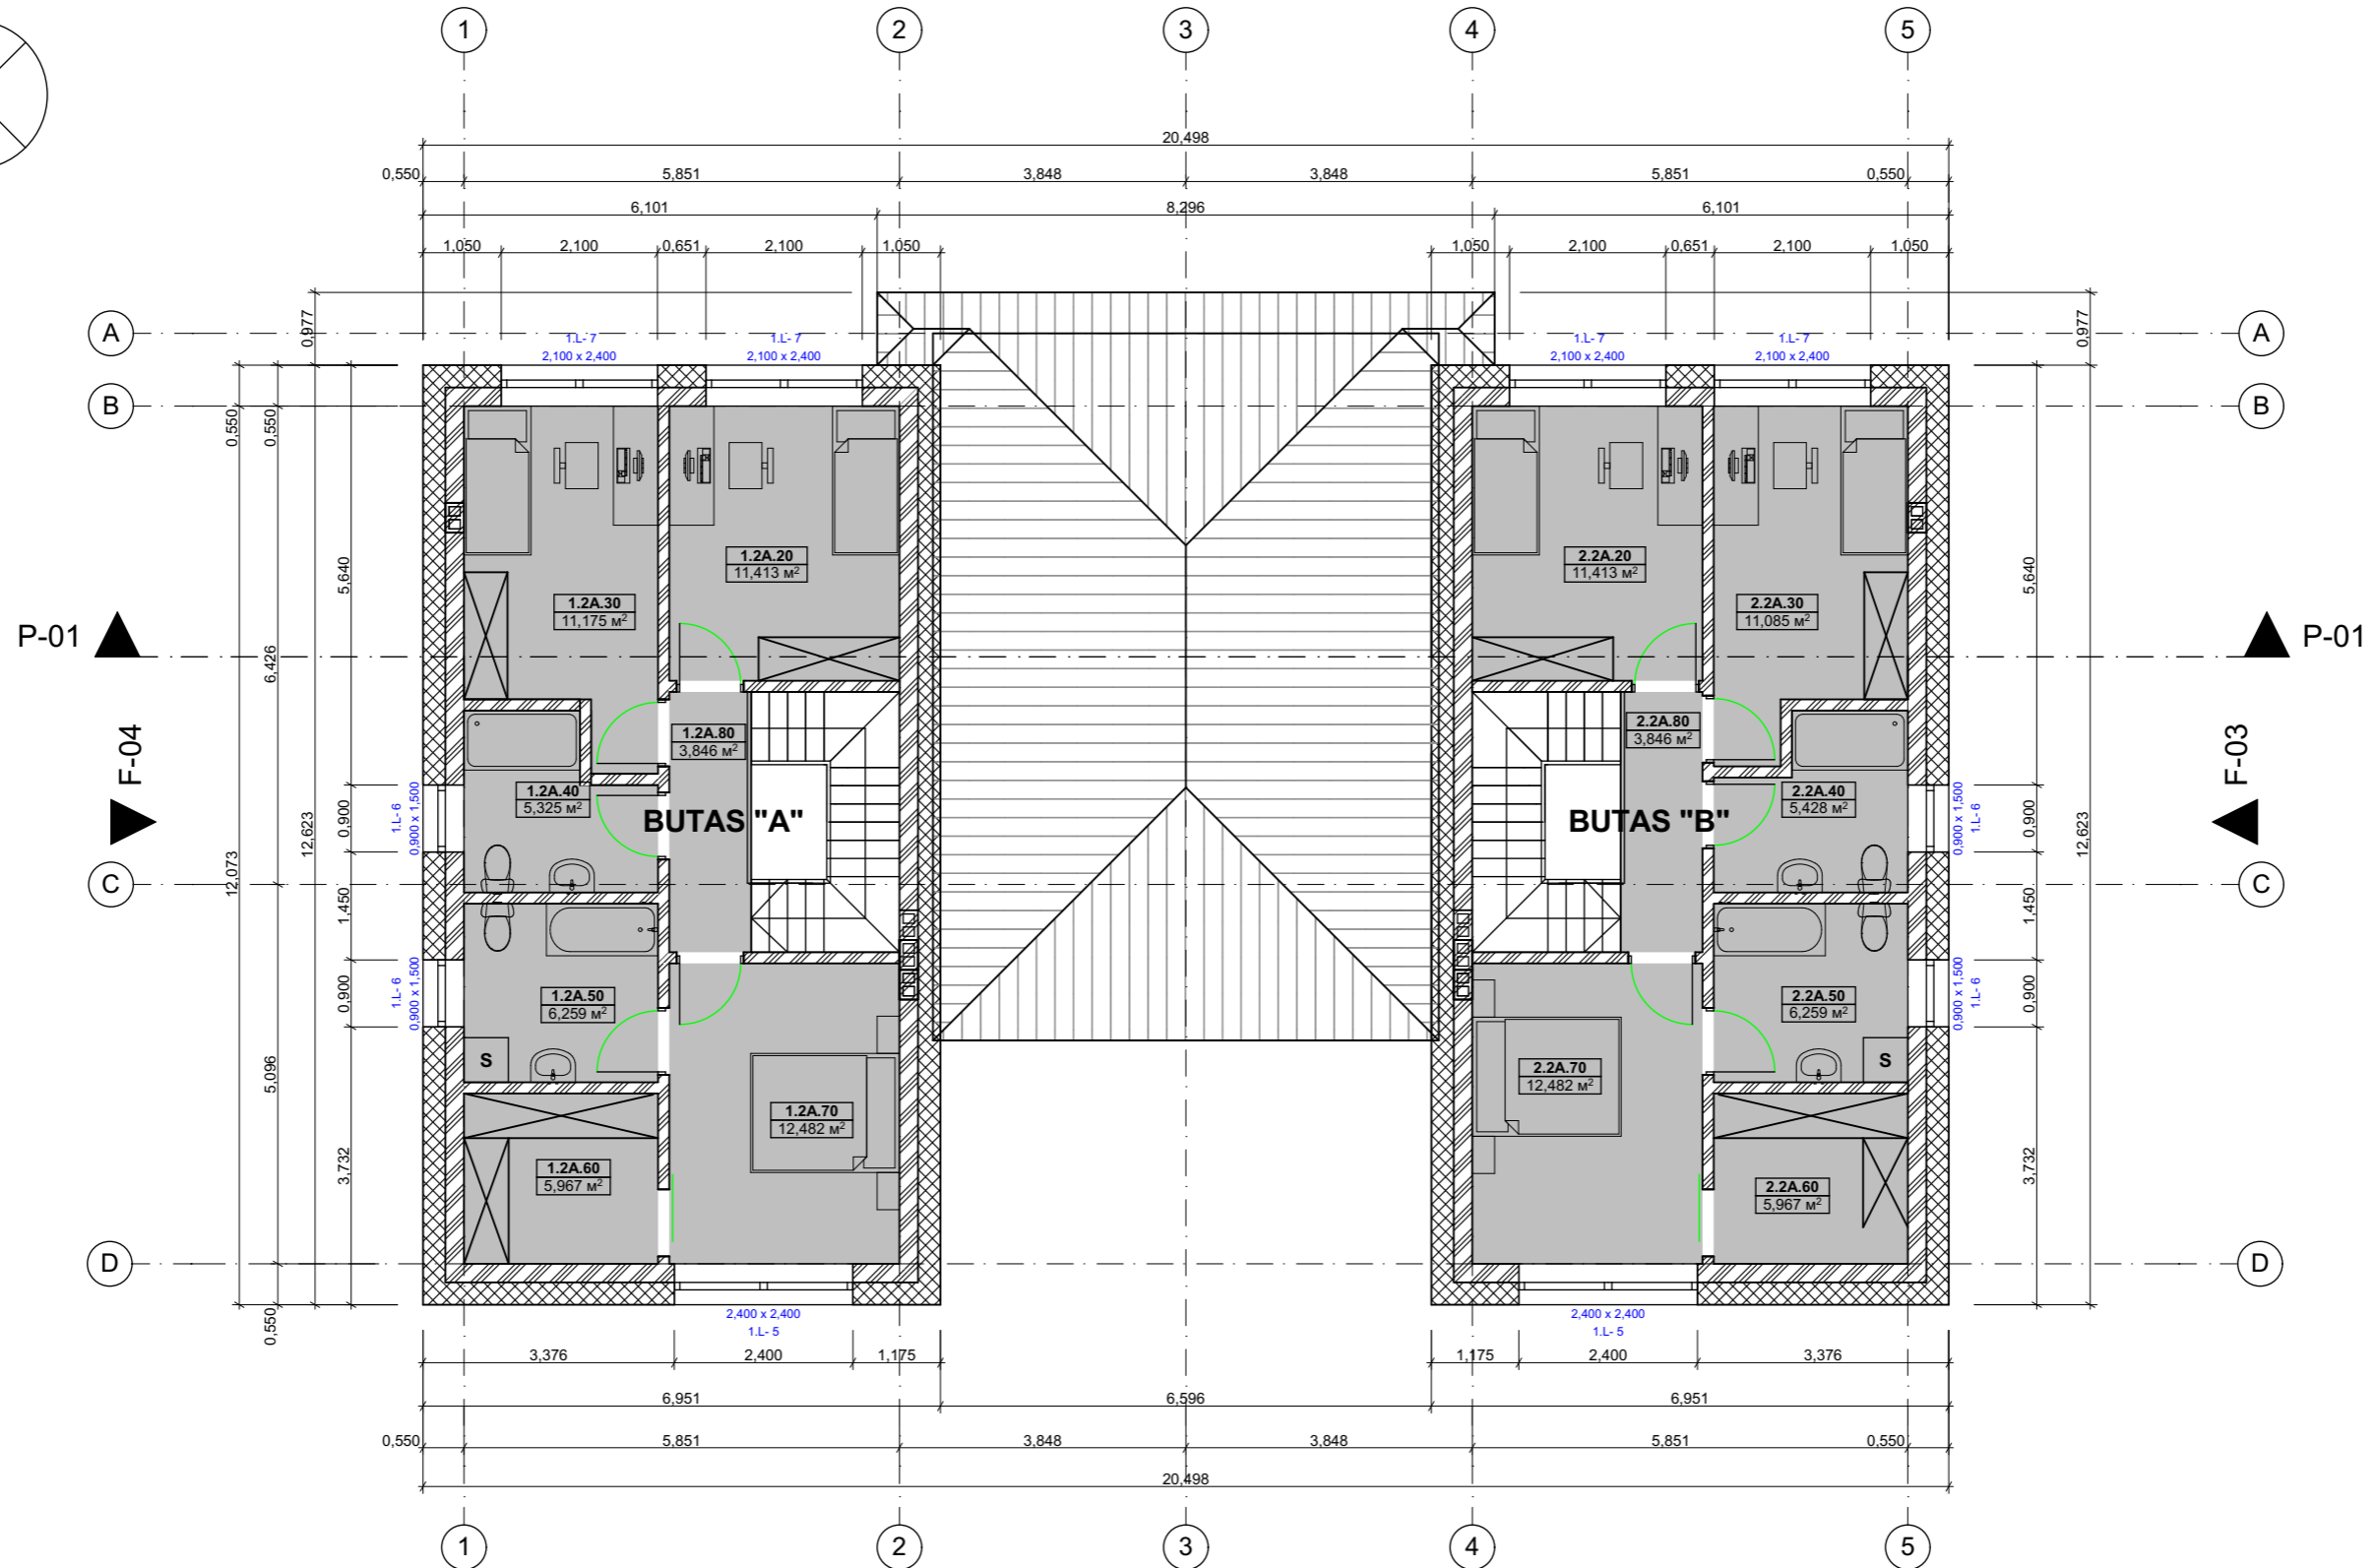 1 2 3 4 5
20,498
0,550 5,851 3,848 3,848 5,851 0,550
6,101 8,296 6,101
1,050 2,100 0,651 2,100 1,050 1,050 2,100 0,651 2,100 1,050
0,977 0,977
A A
1.L- 7 1.L- 7 1.L- 7 1.L- 7
2,100 x 2,400 2,100 x 2,400 2,100 x 2,400 2,100 x 2,400
B B
0,550 0,550
1.2A.20
11,413 м²
2.2A.20
11,413 м²
1.2A.30
11,175 м²
2.2A.30
11,085 м²
5,640 5,640
P-01 P-01
6,426
F-04 F-03
1.2A.80
3,846 м²
2.2A.80
3,846 м²
1.2A.40
5,325 м²
2.2A.40
5,428 м²
BUTAS "A" BUTAS "B"
0,900 0,900
1.L- 6
0,900 x 1,500
0,900 x 1,500
1.L- 6
12,623 12,623
12,073
C C
1,450 1,450
1.L- 6
0,900 x 1,500
0,900 x 1,500
1.L- 6
0,900 0,900
1.2A.50
6,259 м²
2.2A.50
6,259 м²
S S
5,096
1.2A.70
12,482 м²
2.2A.70
12,482 м²
1.2A.60
5,967 м²
2.2A.60
5,967 м²
3,732 3,732
D D
0,550
2,400 x 2,400 2,400 x 2,400
1.L- 5 1.L- 5
3,376 2,400 1,175 1,175 2,400 3,376
6,951 6,596 6,951
0,550 5,851 3,848 3,848 5,851 0,550
20,498
1 2 3 4 5